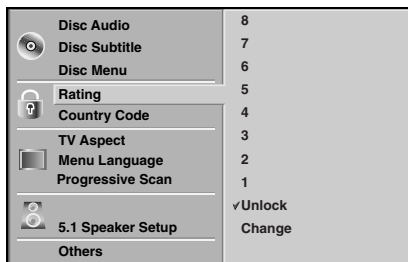 Disc Audio
Disc Subtitle
Disc Menu
Rating
Country Code
TV Aspect
Menu Language
Progressive Scan
5.1 Speaker Setup
Others
8
7
6
5
4
3
2
1
✓Unlock
Change